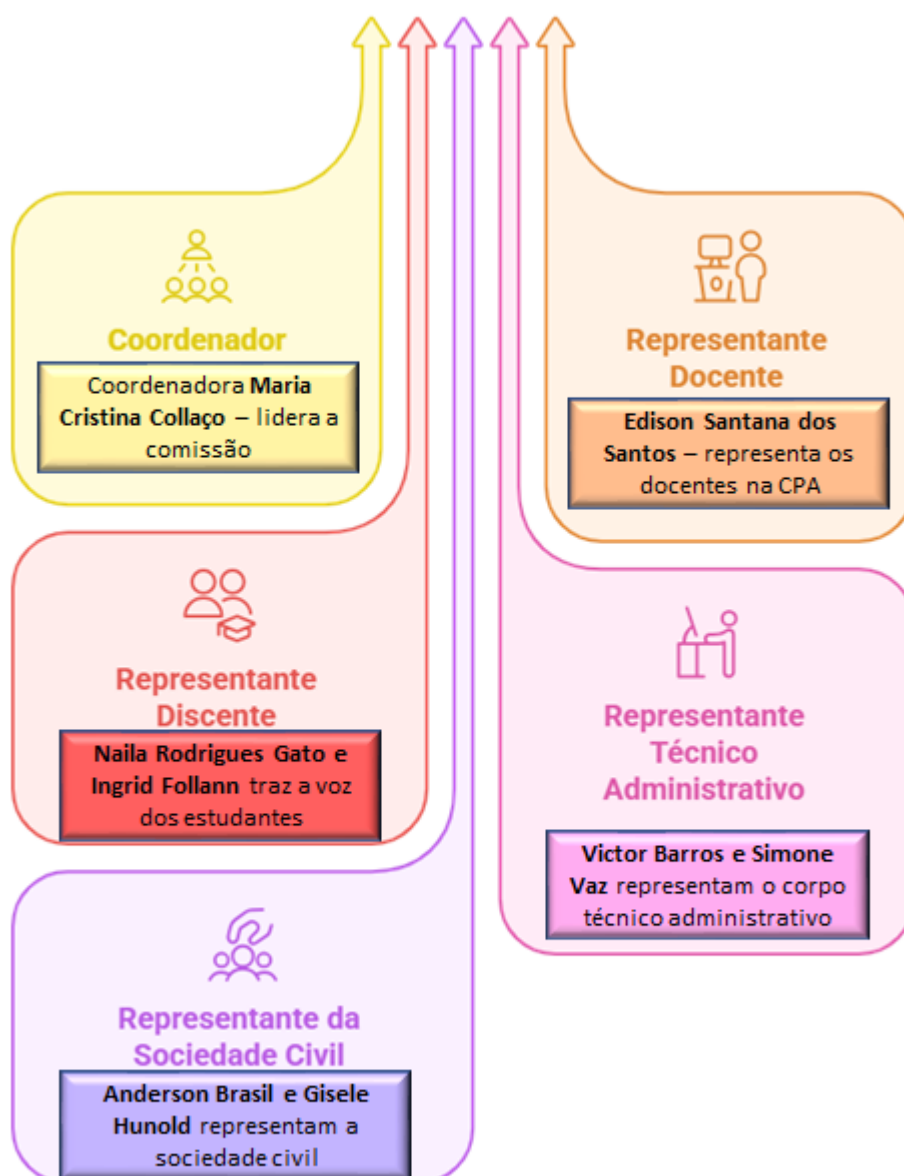 Coordenador
Coordenadora Maria
Cristina Collaço – lidera a
comissão
Representante
Docente
Edison Santana dos
Santos – representa os
docentes na CPA
Representante
Discente
Naila Rodrigues Gato e
Ingrid Follann traz a voz
dos estudantes
Representante
Técnico
Administrativo
Victor Barros e Simone
Vaz representam o corpo
técnico administrativo
Representante da
Sociedade Civil
Anderson Brasil e Gisele
Hunold representam a
sociedade civil